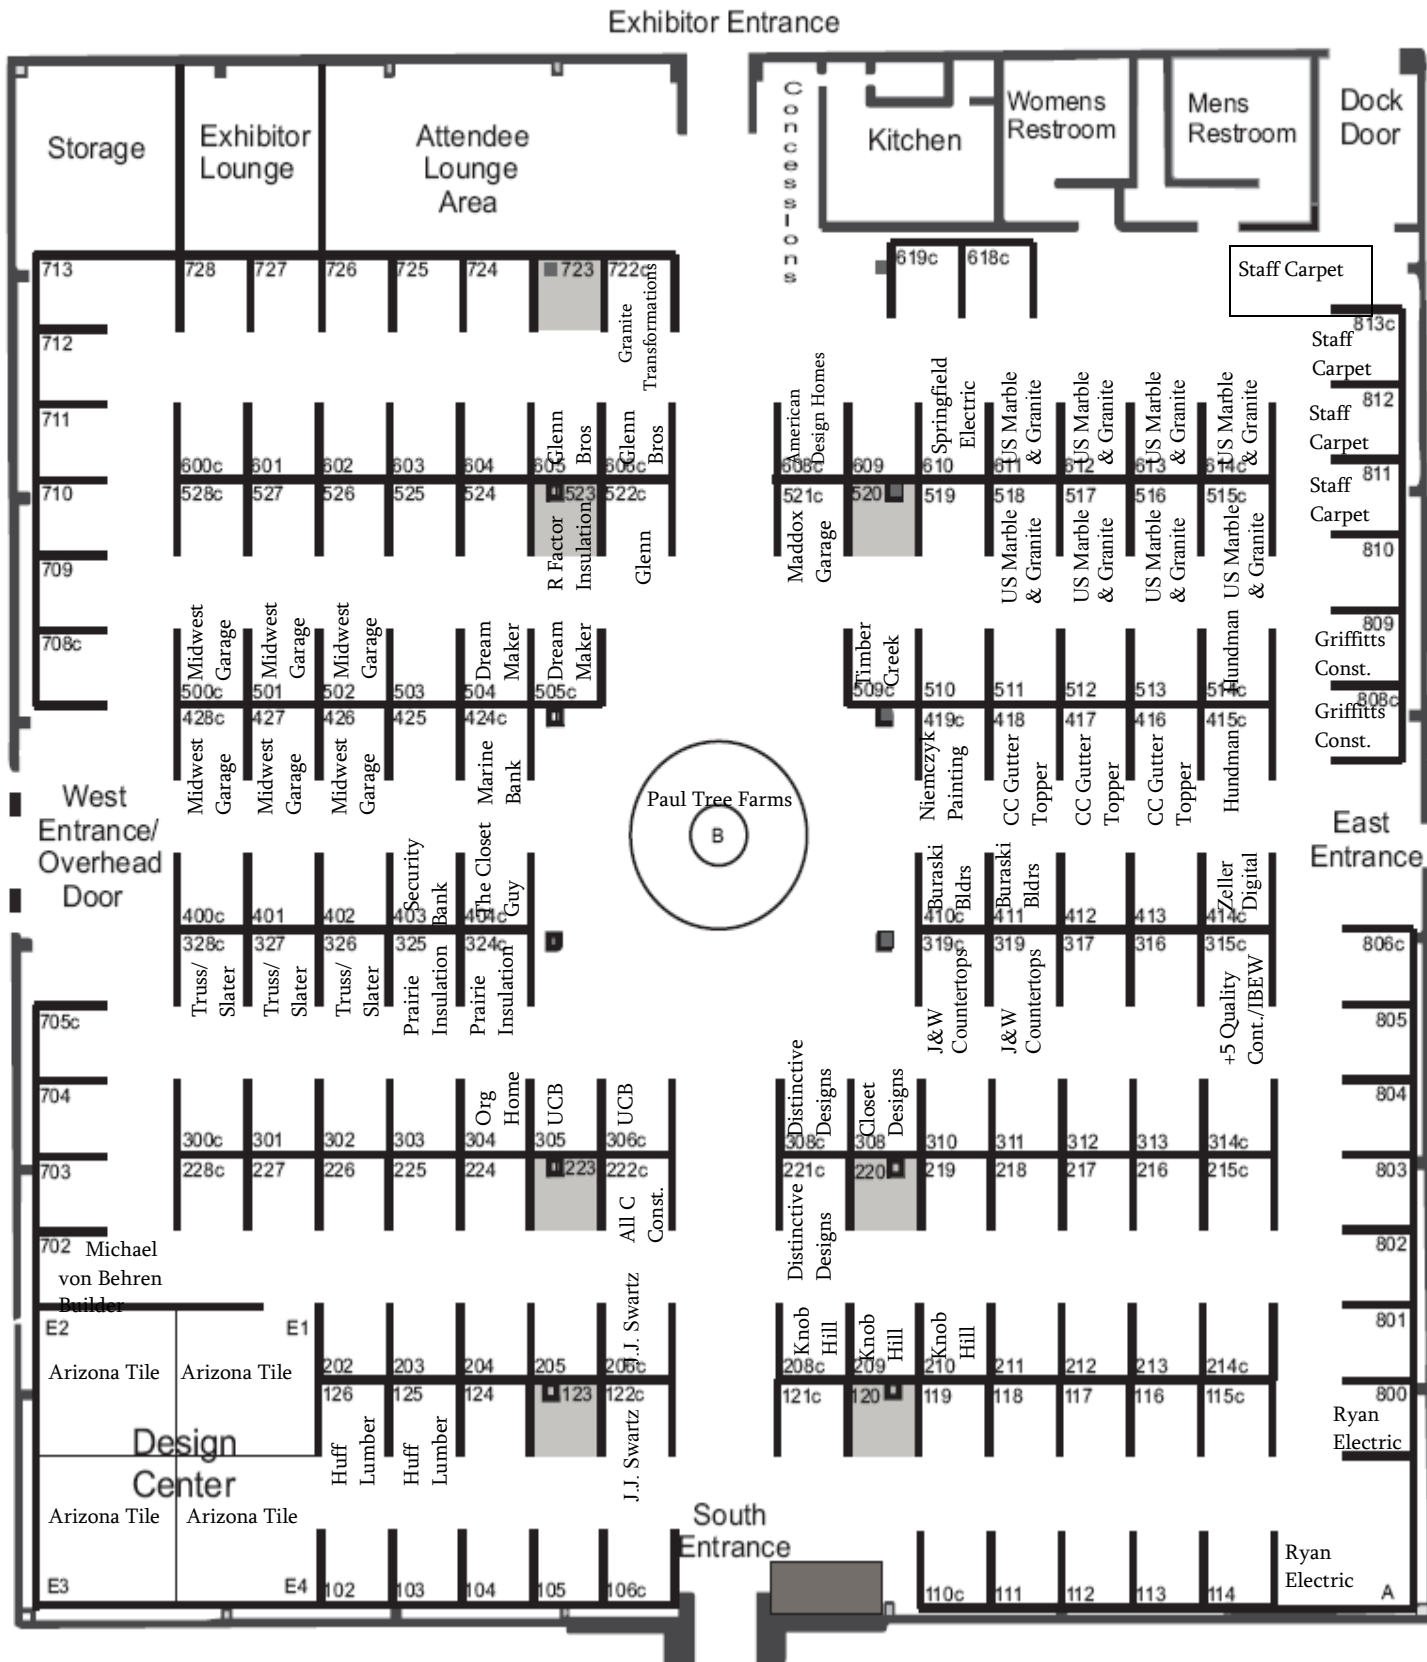 Exhibitor Entrance
Storage
Exhibitor
Lounge
Attendee
Lounge
Area
Concessions
Kitchen
Womens
Restroom
Mens
Restroom
Dock
Door
713
728
727
726
725
724
723
722c
Granite
Transformations
619c
618c
Staff Carpet
813c
Staff
Carpet
712
711
812
Staff
Carpet
811
Staff
Carpet
Glenn
Bros
Glenn
Bros
American
Design Homes
Springfield
Electric
US Marble
& Granite
US Marble
& Granite
US Marble
& Granite
US Marble
& Granite
600c
601
602
603
604
605
606c
608c
609
610
611
612
613
614c
710
528c
527
526
525
524
523
522c
521c
520
519
518
517
516
515c
R Factor
Insulation
Glenn
Maddox
Garage
US Marble
& Granite
US Marble
& Granite
US Marble
& Granite
US Marble
& Granite
810
709
809
Griffitts
Const.
708c
808c
Griffitts
Const.
Midwest
Garage
Midwest
Garage
Midwest
Garage
Dream
Maker
Dream
Maker
Timber
Creek
Hundman
500c
501
502
503
504
505c
509c
510
511
512
513
514c
428c
427
426
425
424c
419c
418
417
416
415c
Midwest
Garage
Midwest
Garage
Midwest
Garage
Marine
Bank
Niemczyk
Painting
CC Gutter
Topper
CC Gutter
Topper
CC Gutter
Topper
Hundman
West
Entrance/
Overhead
Door
Paul Tree Farms
B
East
Entrance
Security
Bank
The Closet
Guy
Buraski
Bldrs
Buraski
Bldrs
Zeller
Digital
400c
401
402
403
404c
410c
411
412
413
414c
328c
327
326
325
324c
319c
319
317
316
315c
806c
Truss/
Slater
Truss/
Slater
Truss/
Slater
Prairie
Insulation
Prairie
Insulation
J&W
Countertops
J&W
Countertops
+5 Quality
Cont./IBEW
705c
805
704
804
Org
Home
UCB
UCB
Distinctive
Designs
Closet
Designs
300c
301
302
303
304
305
306c
308c
308
310
311
312
313
314c
703
228c
227
226
225
224
223
222c
221c
220
219
218
217
216
215c
803
All C
Const.
Distinctive
Designs
702
Michael
von Behren
Builder
802
801
E2
E1
Arizona Tile
Arizona Tile
J.J. Swartz
Knob
Hill
Knob
Hill
Knob
Hill
202
203
204
205
206c
208c
209
210
211
212
213
214c
126
125
124
123
122c
121c
120
119
118
117
116
115c
800
Ryan
Electric
Huff
Lumber
Huff
Lumber
J.J. Swartz
Design
Center
Arizona Tile
Arizona Tile
E3
E4
South
Entrance
102
103
104
105
106c
110c
111
112
113
114
Ryan
Electric
A